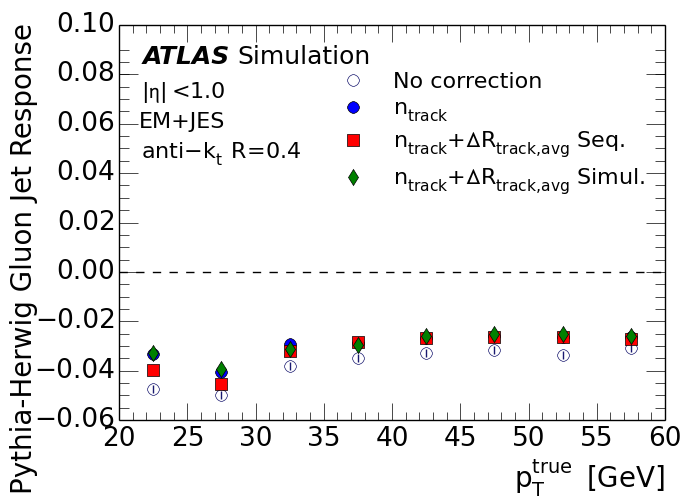 Pythia-Herwig Gluon Jet Response
0.10
0.08
0.06
0.04
0.02
0.00
−0.02
−0.04
−0.06
ATLAS Simulation
|η| <1.0
EM+JES
anti−kt R=0.4
No correction
ntrack
ntrack+ΔRtrack,avg Seq.
ntrack+ΔRtrack,avg Simul.
20 25 30 35 40 45 50 55 60
pTtrue [GeV]